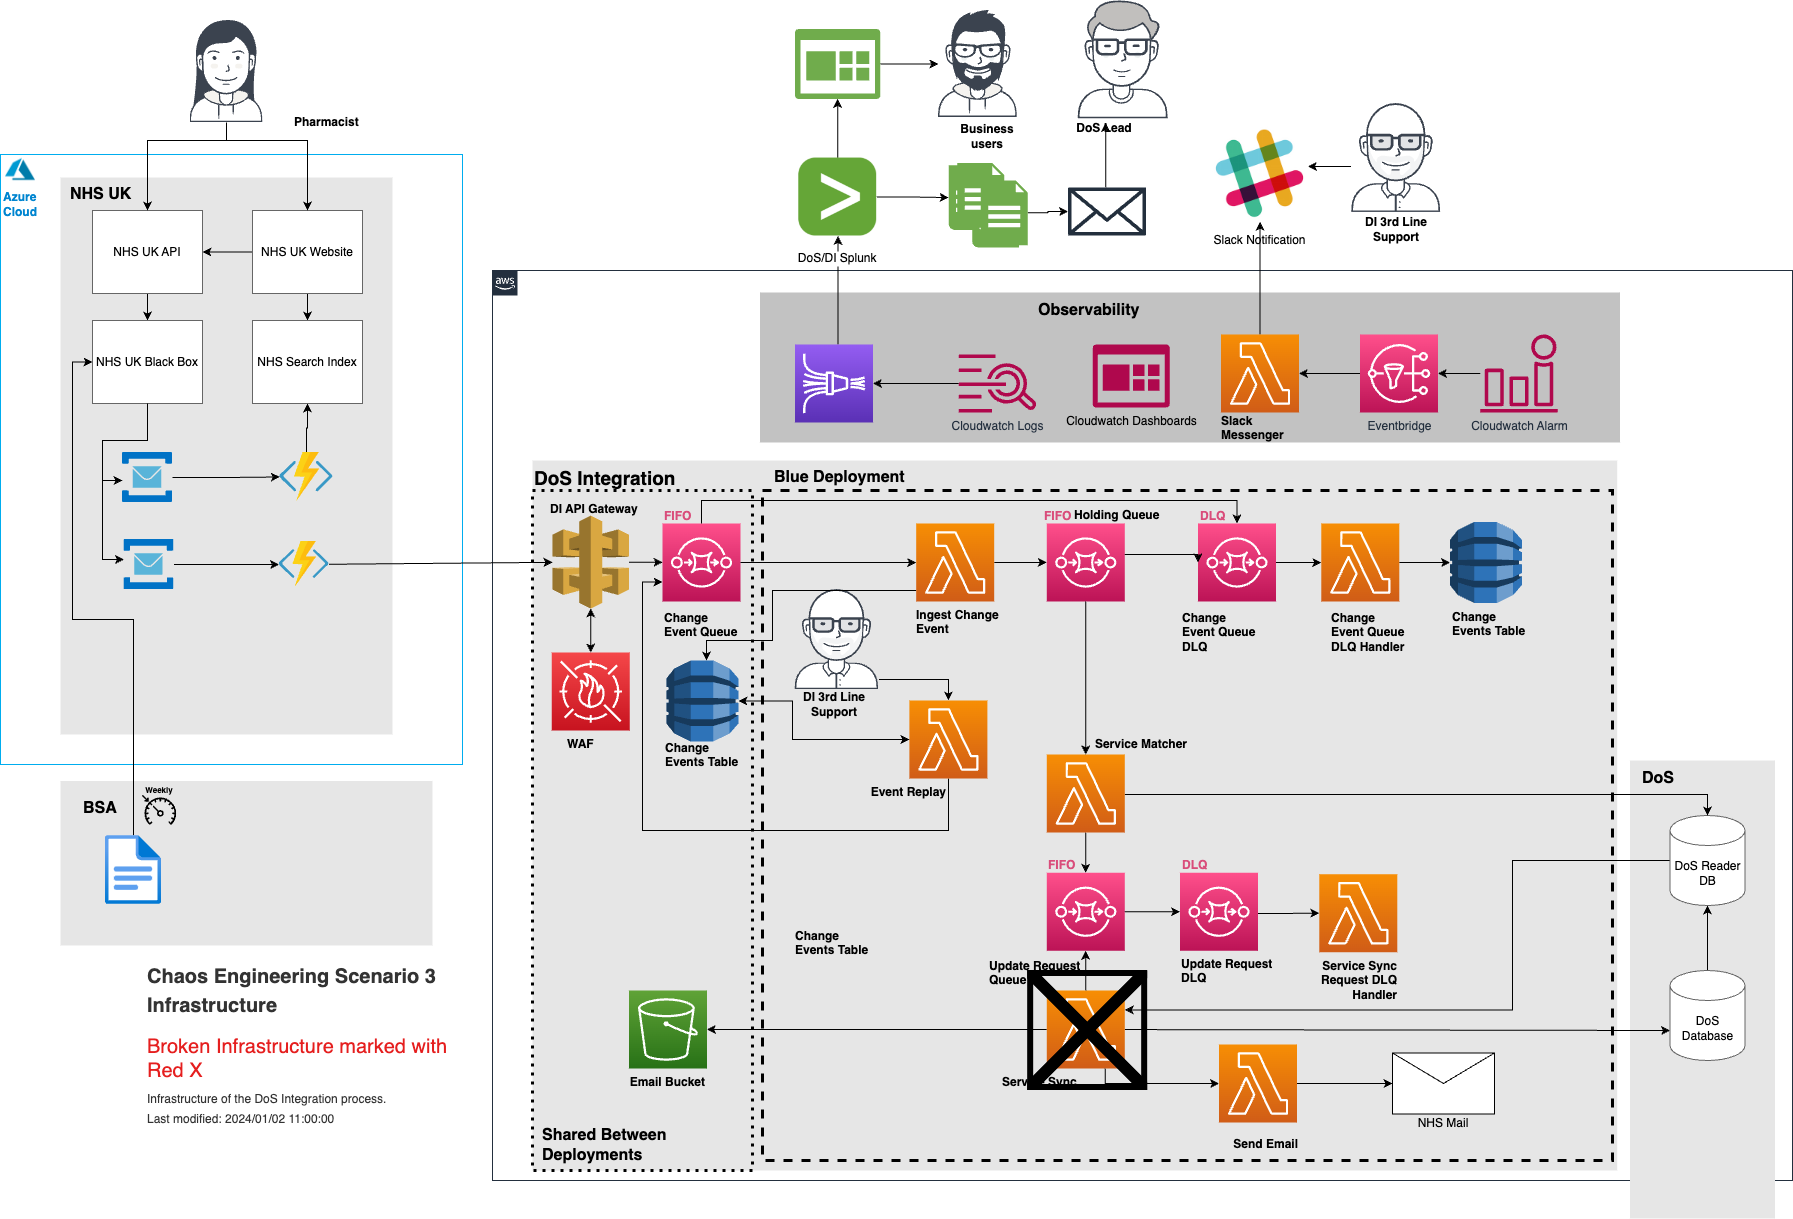 Pharmacist
Azure
Cloud
NHS UK
NHS UK API
NHS UK Website
NHS UK Black Box
NHS Search Index
BSA
Weekly
Chaos Engineering Scenario 3
Infrastructure
Broken Infrastructure marked with
Red X
Infrastructure of the DoS Integration process.
Last modified: 2024/01/02 11:00:00
Business
users
DoS Lead
DoS/DI Splunk
Slack Notification
DI 3rd Line
Support
aws
Observability
Cloudwatch Logs
Cloudwatch Dashboards
Slack
Messenger
Eventbridge
Cloudwatch Alarm
DoS Integration
Blue Deployment
DI API Gateway
FIFO
Change
Event Queue
WAF
Change
Events Table
Ingest Change
Event
FIFO
Holding Queue
DLQ
Change
Event Queue
DLQ
Change
Event Queue
DLQ Handler
Change
Events Table
DI 3rd Line
Support
Event Replay
Service Matcher
FIFO
DLQ
Update Request
Queue
Update Request
DLQ
Service Sync
Request DLQ
Handler
Change
Events Table
Email Bucket
Service Sync
Send Email
NHS Mail
Shared Between
Deployments
DoS
DoS Reader
DB
DoS
Database